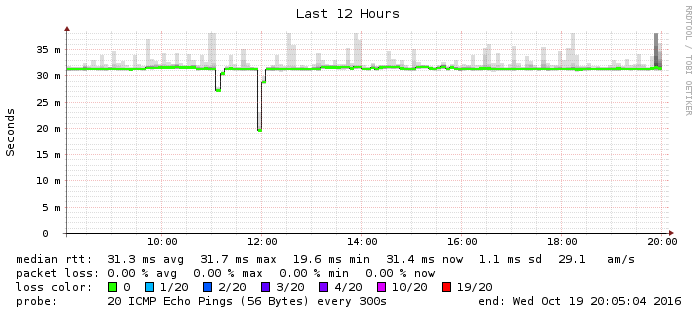 Last 12 Hours
RRDTOOL / TOBI OETIKER
Seconds
35 m
30 m
25 m
20 m
15 m
10 m
5 m
0
10:00 12:00 14:00 16:00 18:00 20:00
median rtt: 31.3 ms avg 31.7 ms max 19.6 ms min 31.4 ms now 1.1 ms sd 29.1 am/s
packet loss: 0.00 % avg 0.00 % max 0.00 % min 0.00 % now
loss color: 0 1/20 2/20 3/20 4/20 10/20 19/20
probe: 20 ICMP Echo Pings (56 Bytes) every 300s end: Wed Oct 19 20:05:04 2016